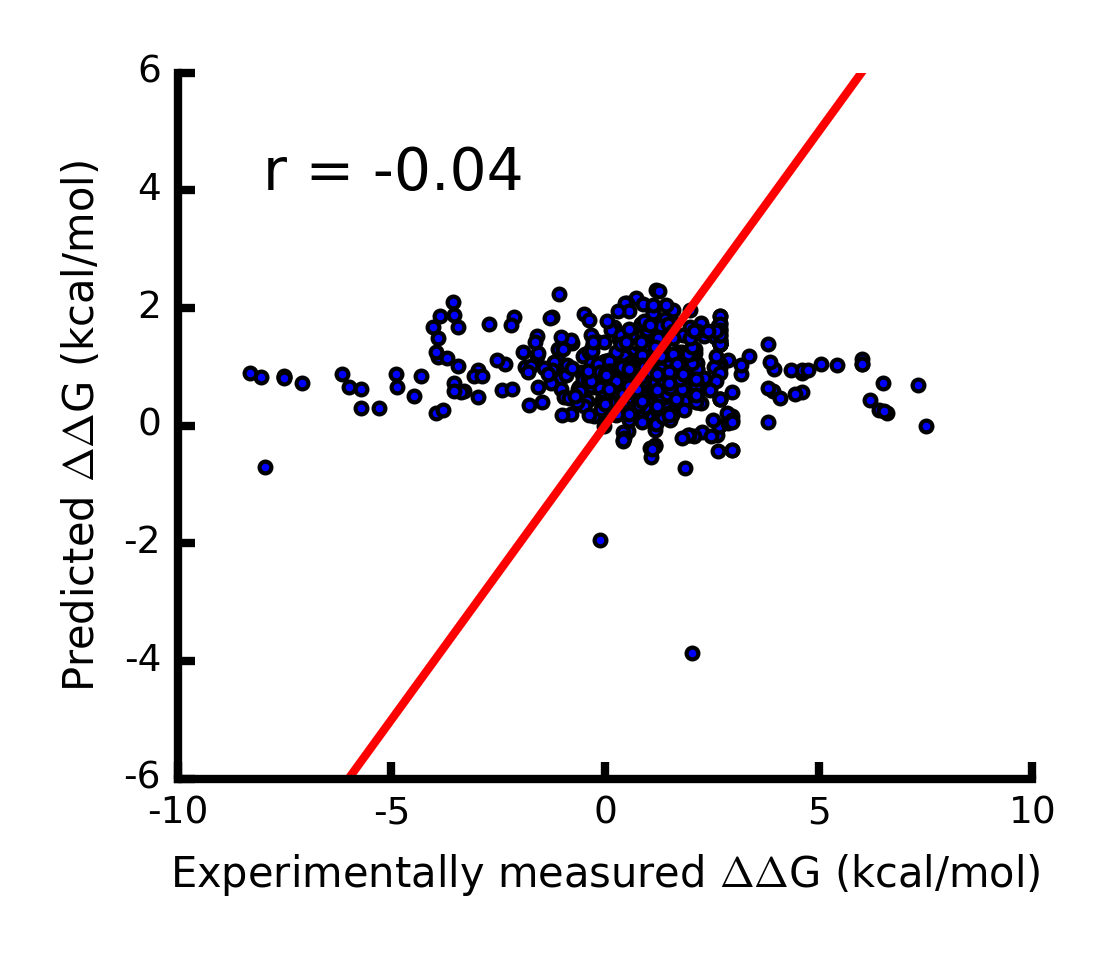 6
4
2
0
-2
-4
-6
r = -0.04
Predicted ΔΔG (kcal/mol)
-10 -5 0 5 10
Experimentally measured ΔΔG (kcal/mol)